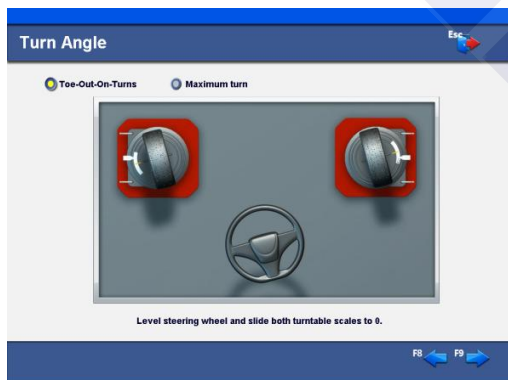 Turn Angle
Esc
Toe-Out-On-Turns Maximum turn
Level steering wheel and slide both turntable scales to 0.
F8 F9